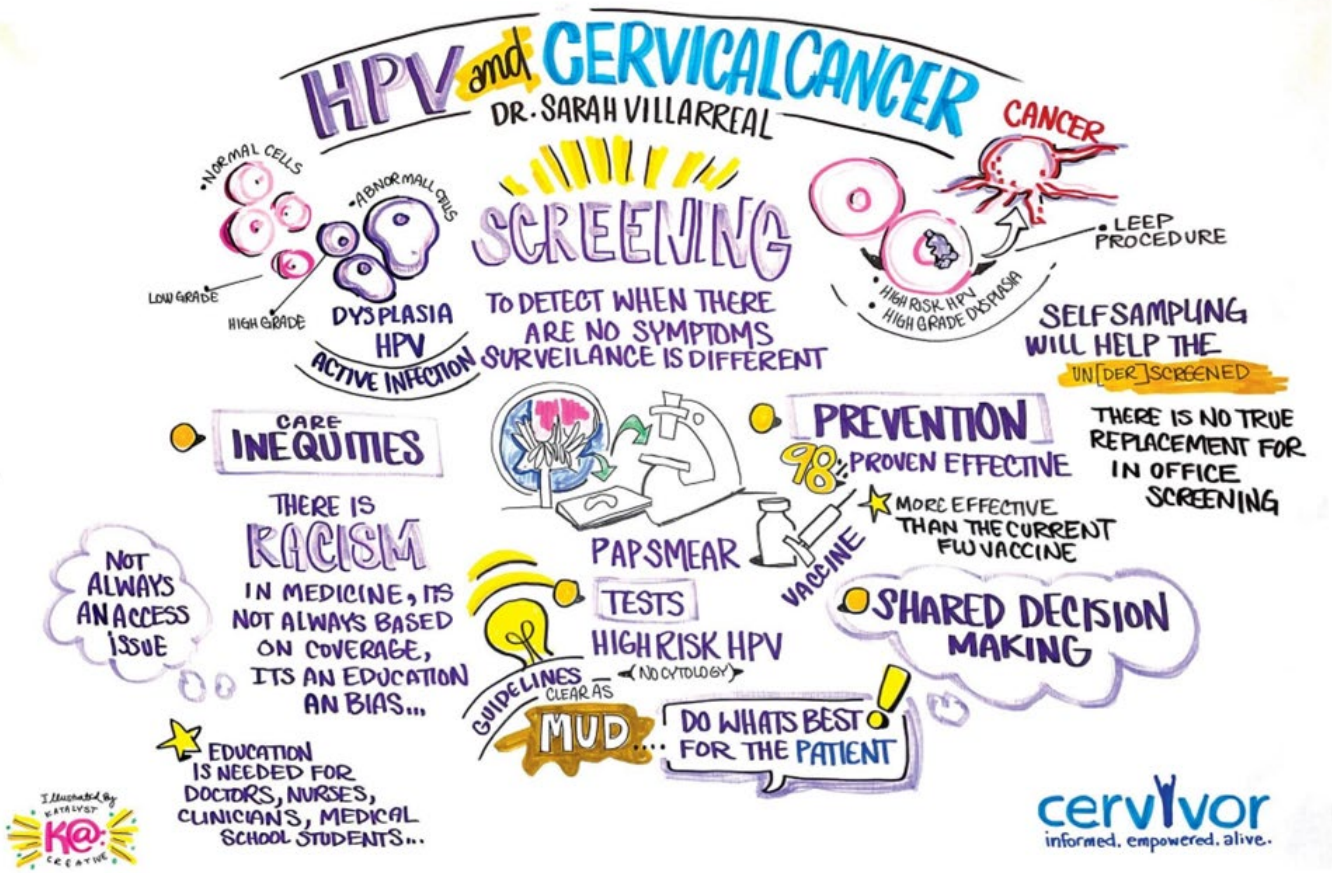 HPV and CERVICAL CANCER
DR. SARAH VILLARREAL
• NORMAL CELLS
• ABNORMALL CELLS
LOW GRADE
HIGH GRADE
DYSPLASIA
HPV
ACTIVE INFECTION
SCREENING
TO DETECT WHEN THERE
ARE NO SYMPTOMS
SURVEILANCE IS DIFFERENT
CANCER
• LEEP
PROCEDURE
• HIGH RISK HPV
• HIGH GRADE DYSPLASIA
SELF SAMPLING
WILL HELP THE
UN[DER]SCREENED
THERE IS NO TRUE
REPLACEMENT FOR
IN OFFICE
SCREENING
CARE
INEQUITIES
THERE IS
RACISM
IN MEDICINE, ITS
NOT ALWAYS BASED
ON COVERAGE,
ITS AN EDUCATION
AN BIAS...
NOT
ALWAYS
AN ACCESS
ISSUE
EDUCATION
IS NEEDED FOR
DOCTORS, NURSES,
CLINICIANS, MEDICAL
SCHOOL STUDENTS...
PAPSMEAR
TESTS
HIGH RISK HPV
(NO CYTOLOGY)
GUIDELINES
CLEAR AS
MUD....
DO WHATS BEST
FOR THE PATIENT
PREVENTION
98% PROVEN EFFECTIVE
MORE EFFECTIVE
THAN THE CURRENT
FLU VACCINE
VACCINE
SHARED DECISION
MAKING
Illustrated By
KATALYST
K@:
CREATIVE
cervivor
informed. empowered. alive.